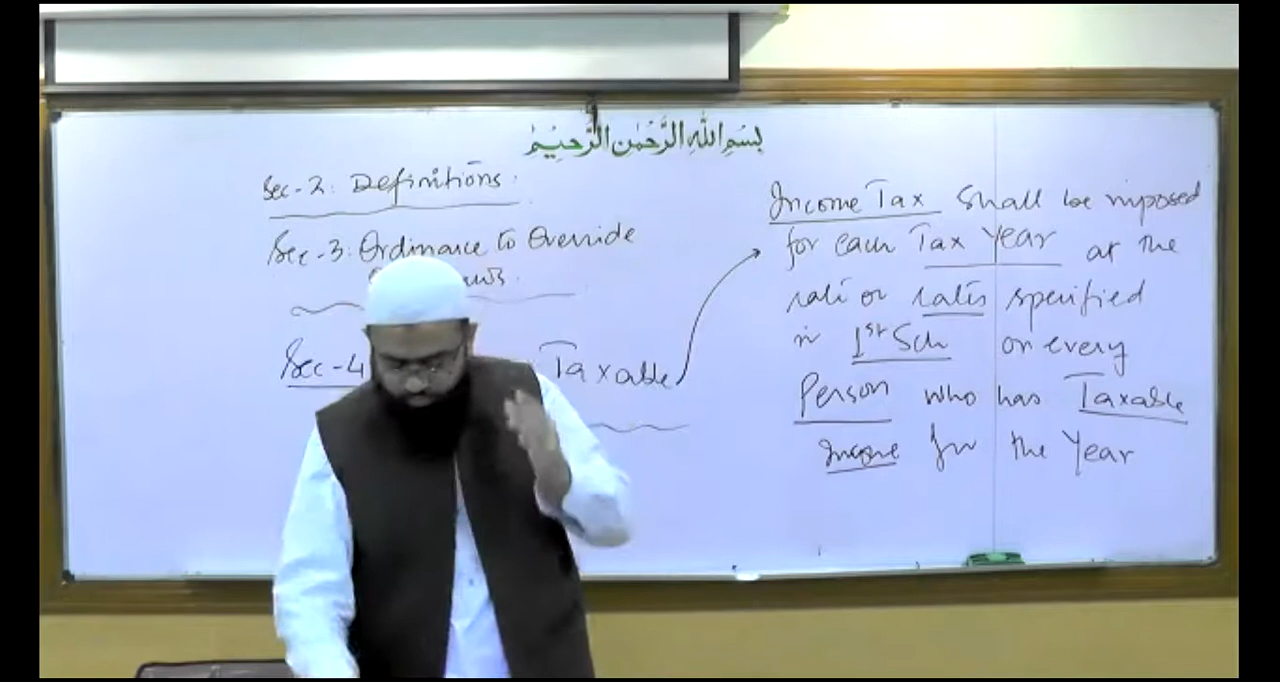 بِسْمِ اللهِ الرَّحْمٰنِ الرَّحِيْمِ
Sec-2: Definitions.
Sec-3: Ordinance to Override
Sec-4 Taxable
Income Tax shall be imposed
for each Tax Year at the
rate or rates specified
in 1st Sch on every
Person who has Taxable
Income for the Year